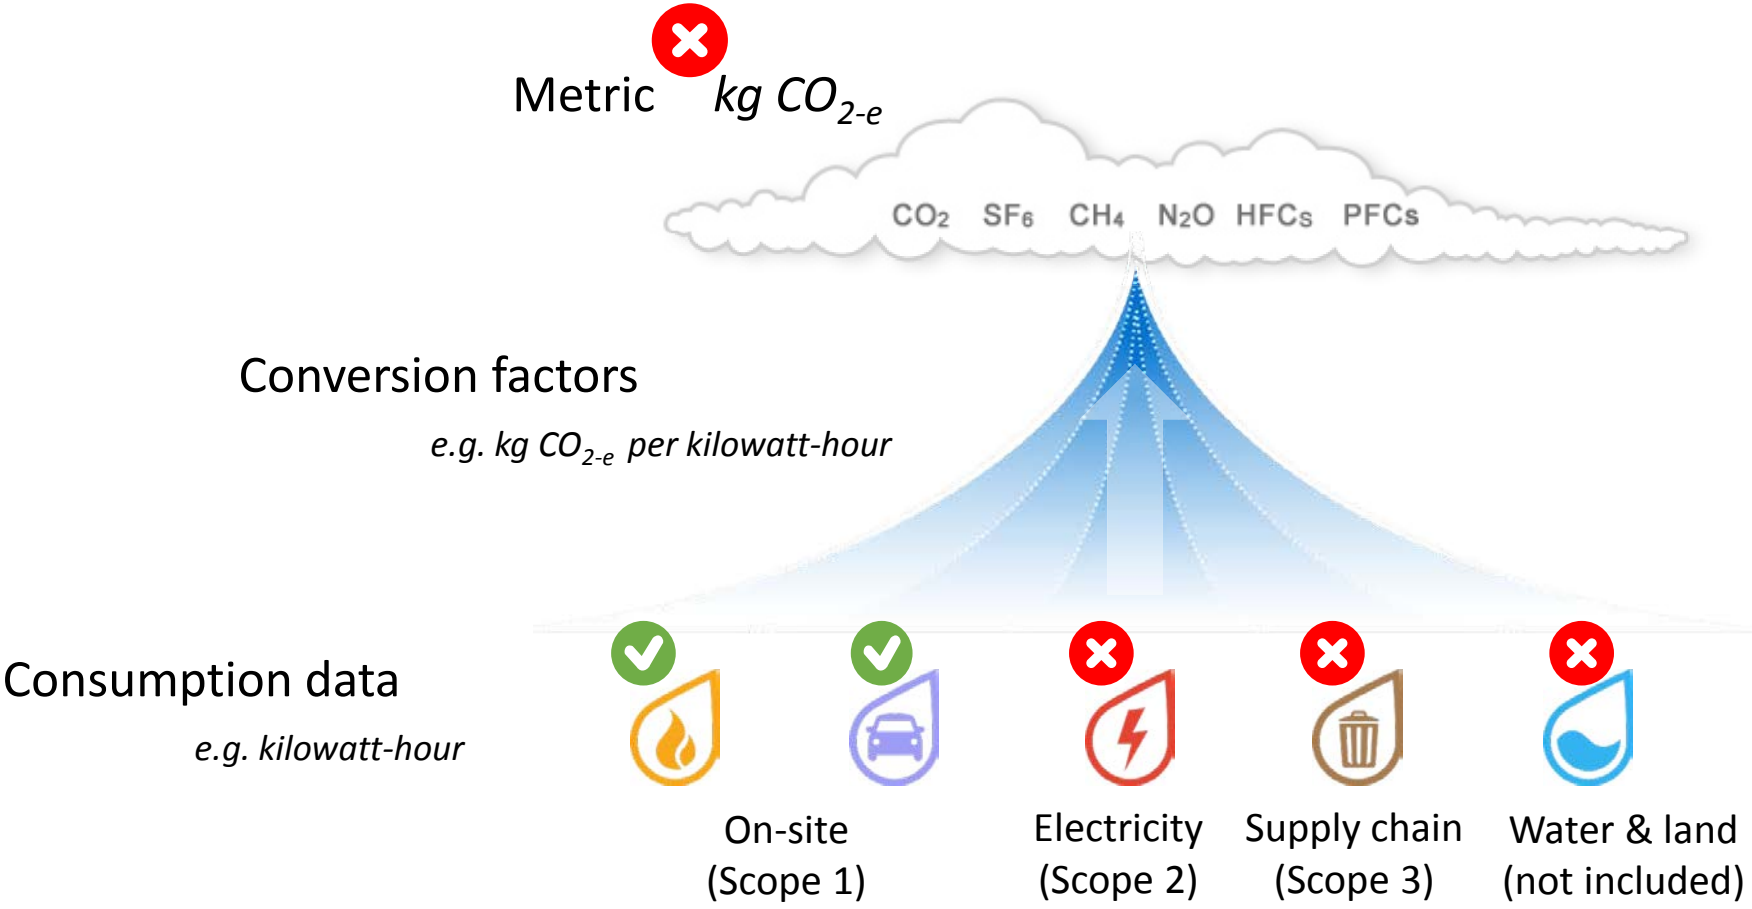 Metric kg CO2-e
CO2 SF6 CH4 N2O HFCs PFCs
Conversion factors
e.g. kg CO2-e per kilowatt-hour
Consumption data
e.g. kilowatt-hour
On-site
(Scope 1)
Electricity
(Scope 2)
Supply chain
(Scope 3)
Water & land
(not included)